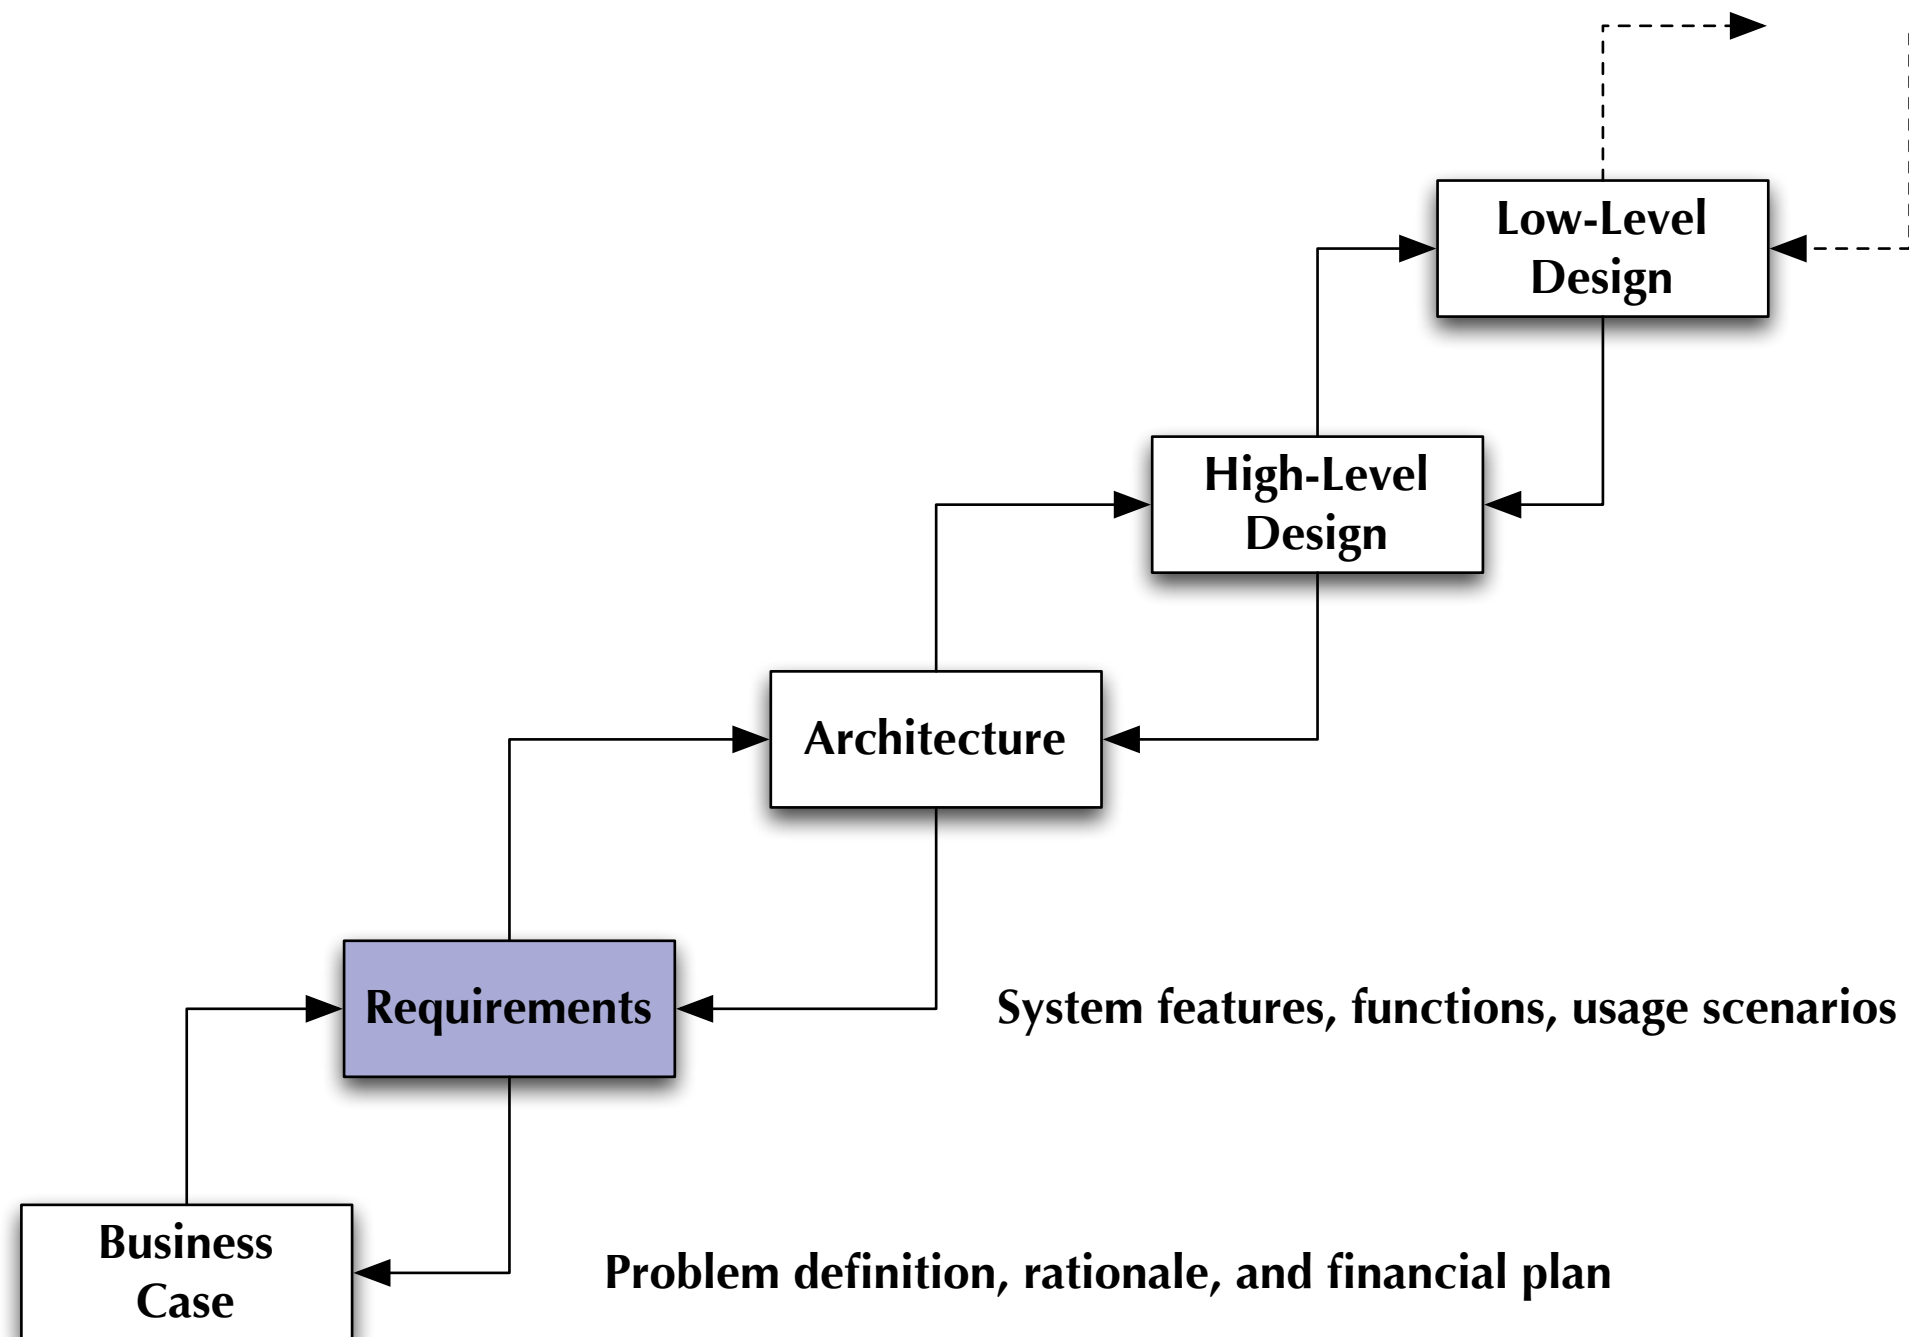 Low-Level
Design
High-Level
Design
Architecture
Requirements
System features, functions, usage scenarios
Business
Case
Problem definition, rationale, and financial plan